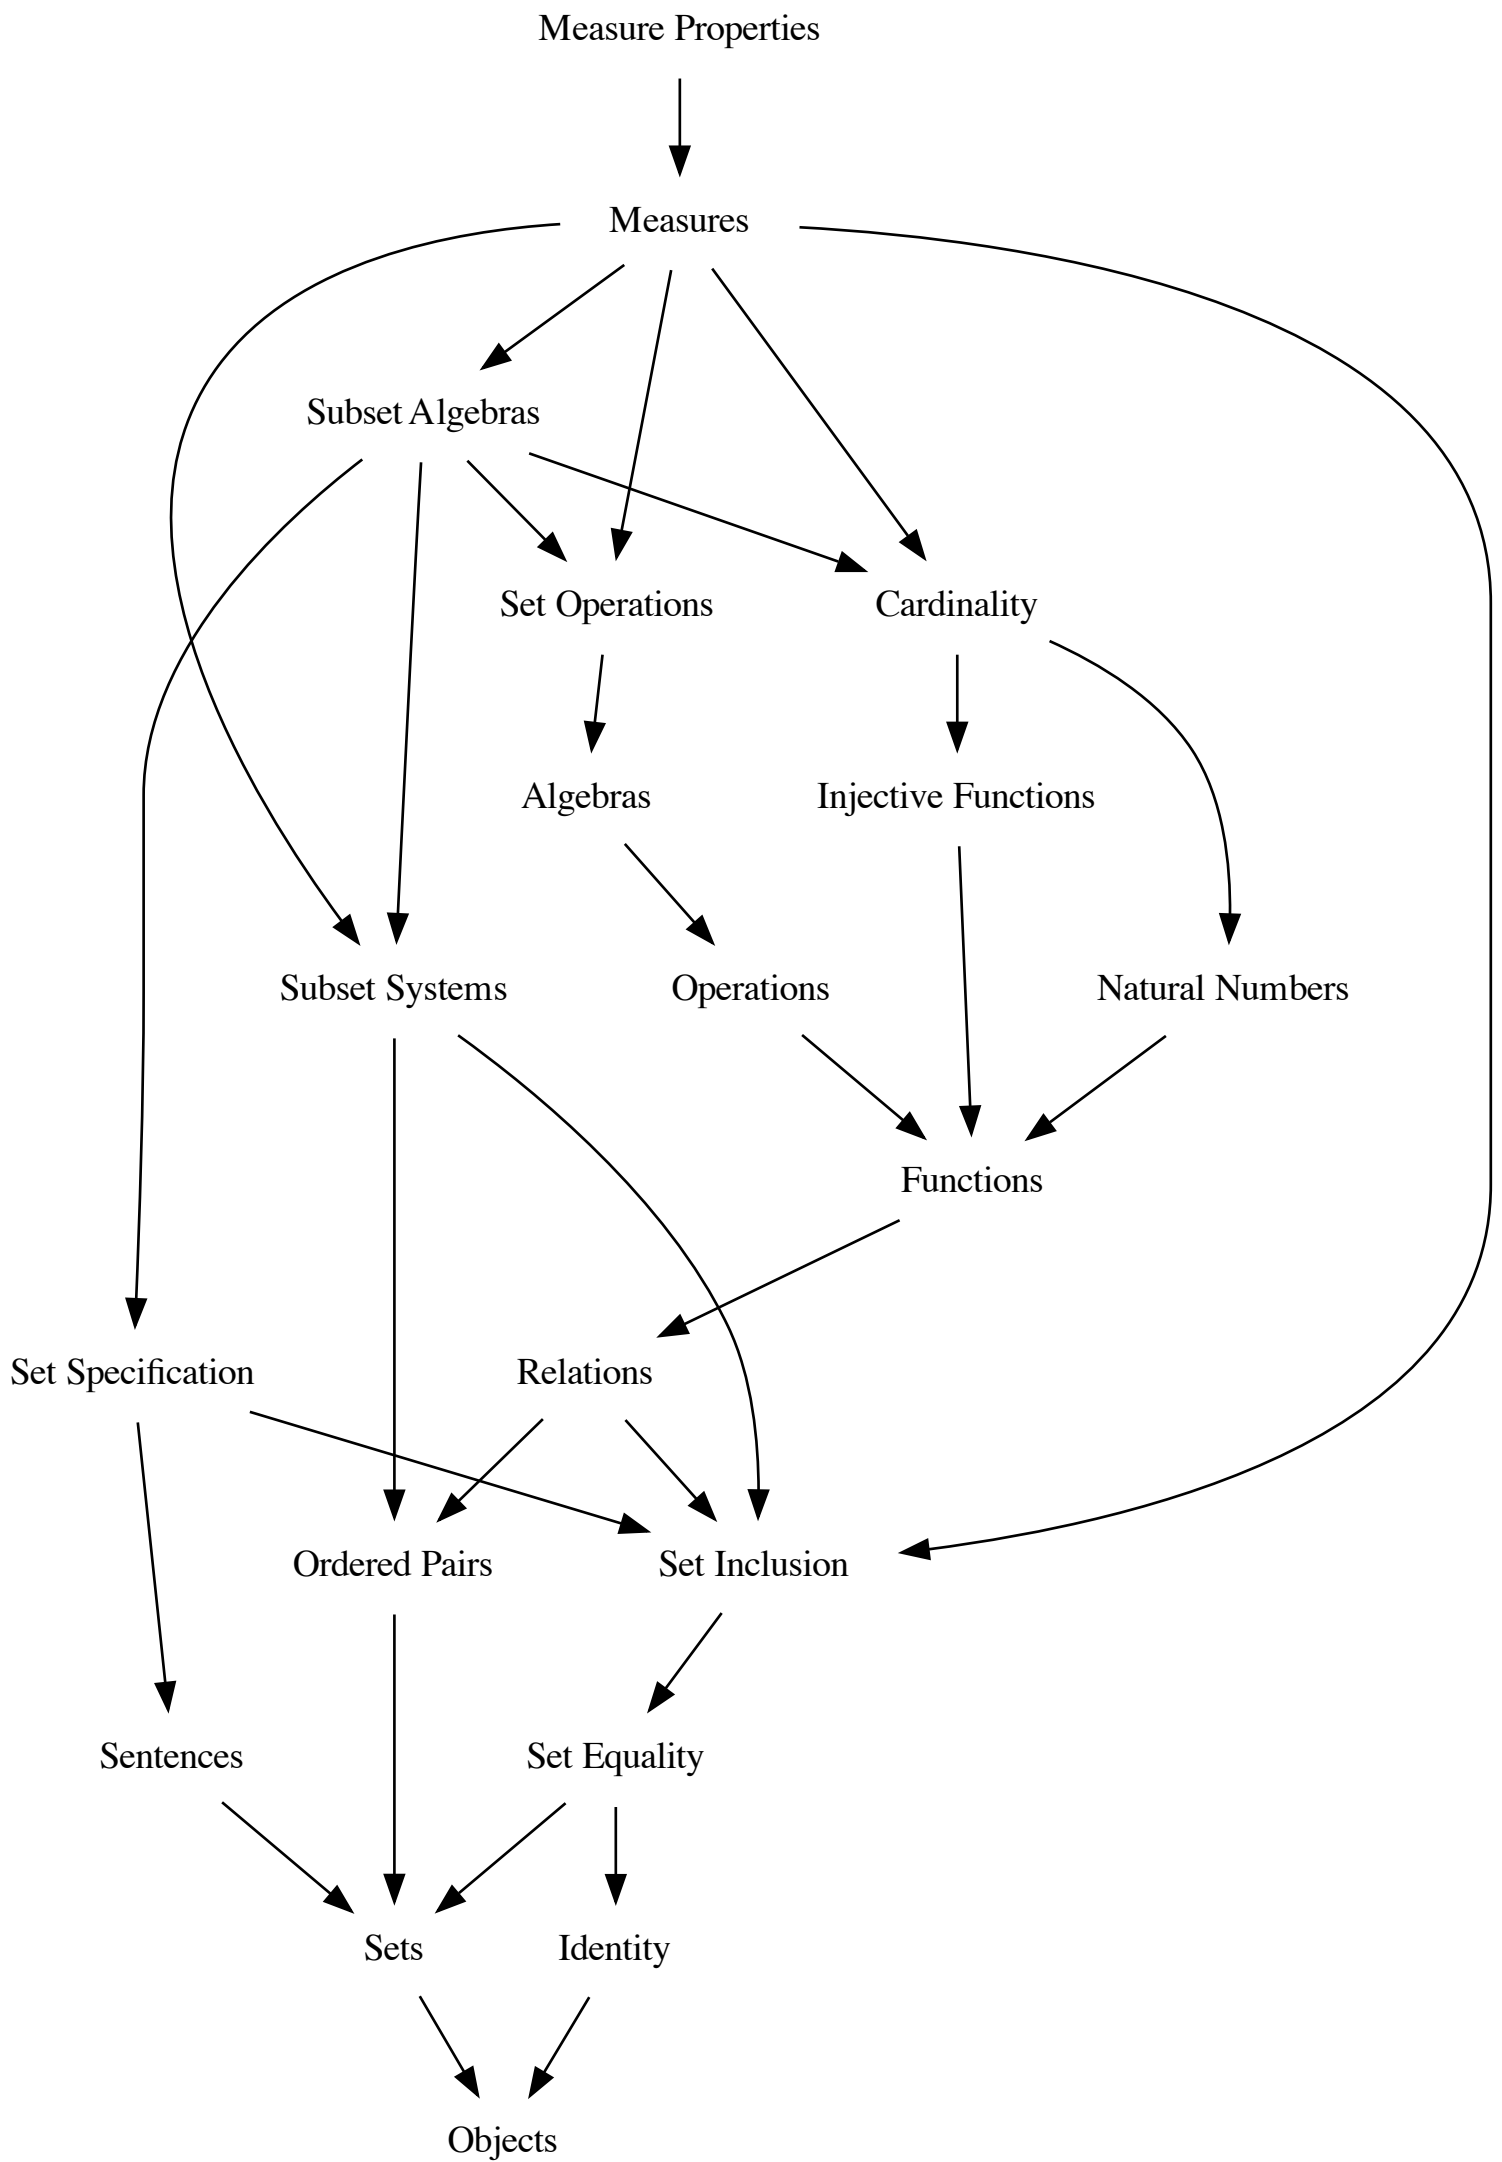 Measure Properties
Measures
Subset Algebras
Set Operations
Cardinality
Algebras
Injective Functions
Subset Systems
Operations
Natural Numbers
Functions
Set Specification
Relations
Ordered Pairs
Set Inclusion
Sentences
Set Equality
Sets
Identity
Objects